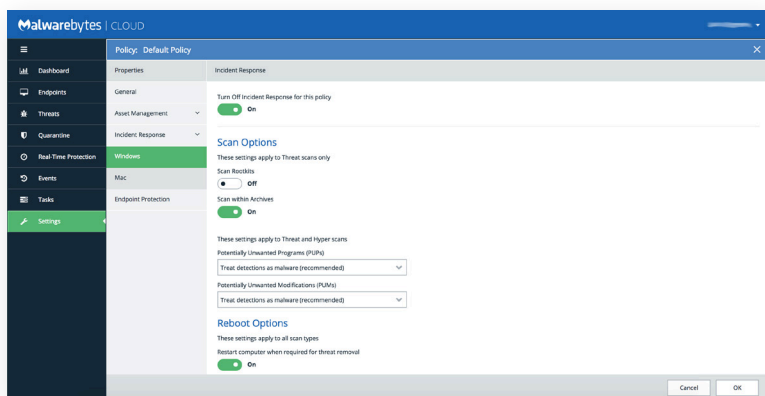 Malwarebytes | CLOUD
Policy: Default Policy
Dashboard
Endpoints
Threats
Quarantine
Real-Time Protection
Events
Tasks
Settings
Properties
General
Asset Management
Incident Response
Windows
Mac
Endpoint Protection
Incident Response
Turn Off Incident Response for this policy
On
Scan Options
These settings apply to Threat scans only
Scan Rootkits
Off
Scan within Archives
On
These settings apply to Threat and Hyper scans
Potentially Unwanted Programs (PUPs)
Treat detections as malware (recommended)
Potentially Unwanted Modifications (PUMs)
Treat detections as malware (recommended)
Reboot Options
These settings apply to all scan types
Restart computer when required for threat removal
On
Cancel
OK